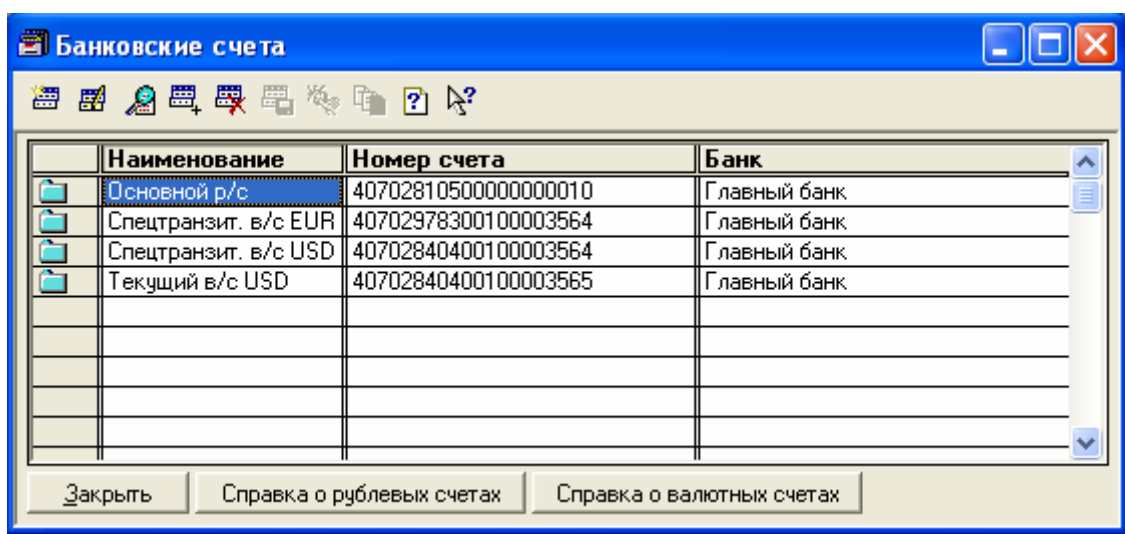 Банковские счета
Наименование Номер счета Банк
Основной р/с 40702810500000000010 Главный банк
Спецтранзит. в/с EUR 40702978300100003564 Главный банк
Спецтранзит. в/с USD 40702840400100003564 Главный банк
Текущий в/с USD 40702840400100003565 Главный банк
Закрыть Справка о рублевых счетах Справка о валютных счетах